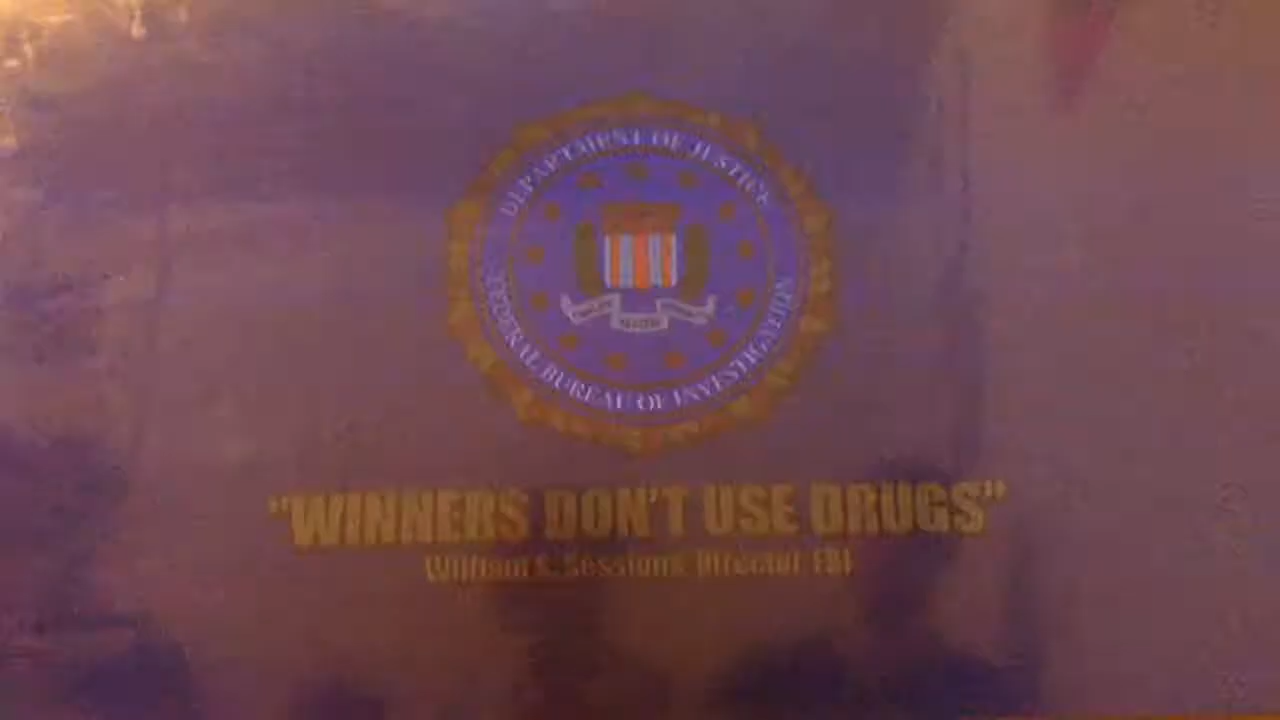 DEPARTMENT OF JUSTICE
FEDERAL BUREAU OF INVESTIGATION
"WINNERS DON'T USE DRUGS"
William S. Sessions, Director, FBI